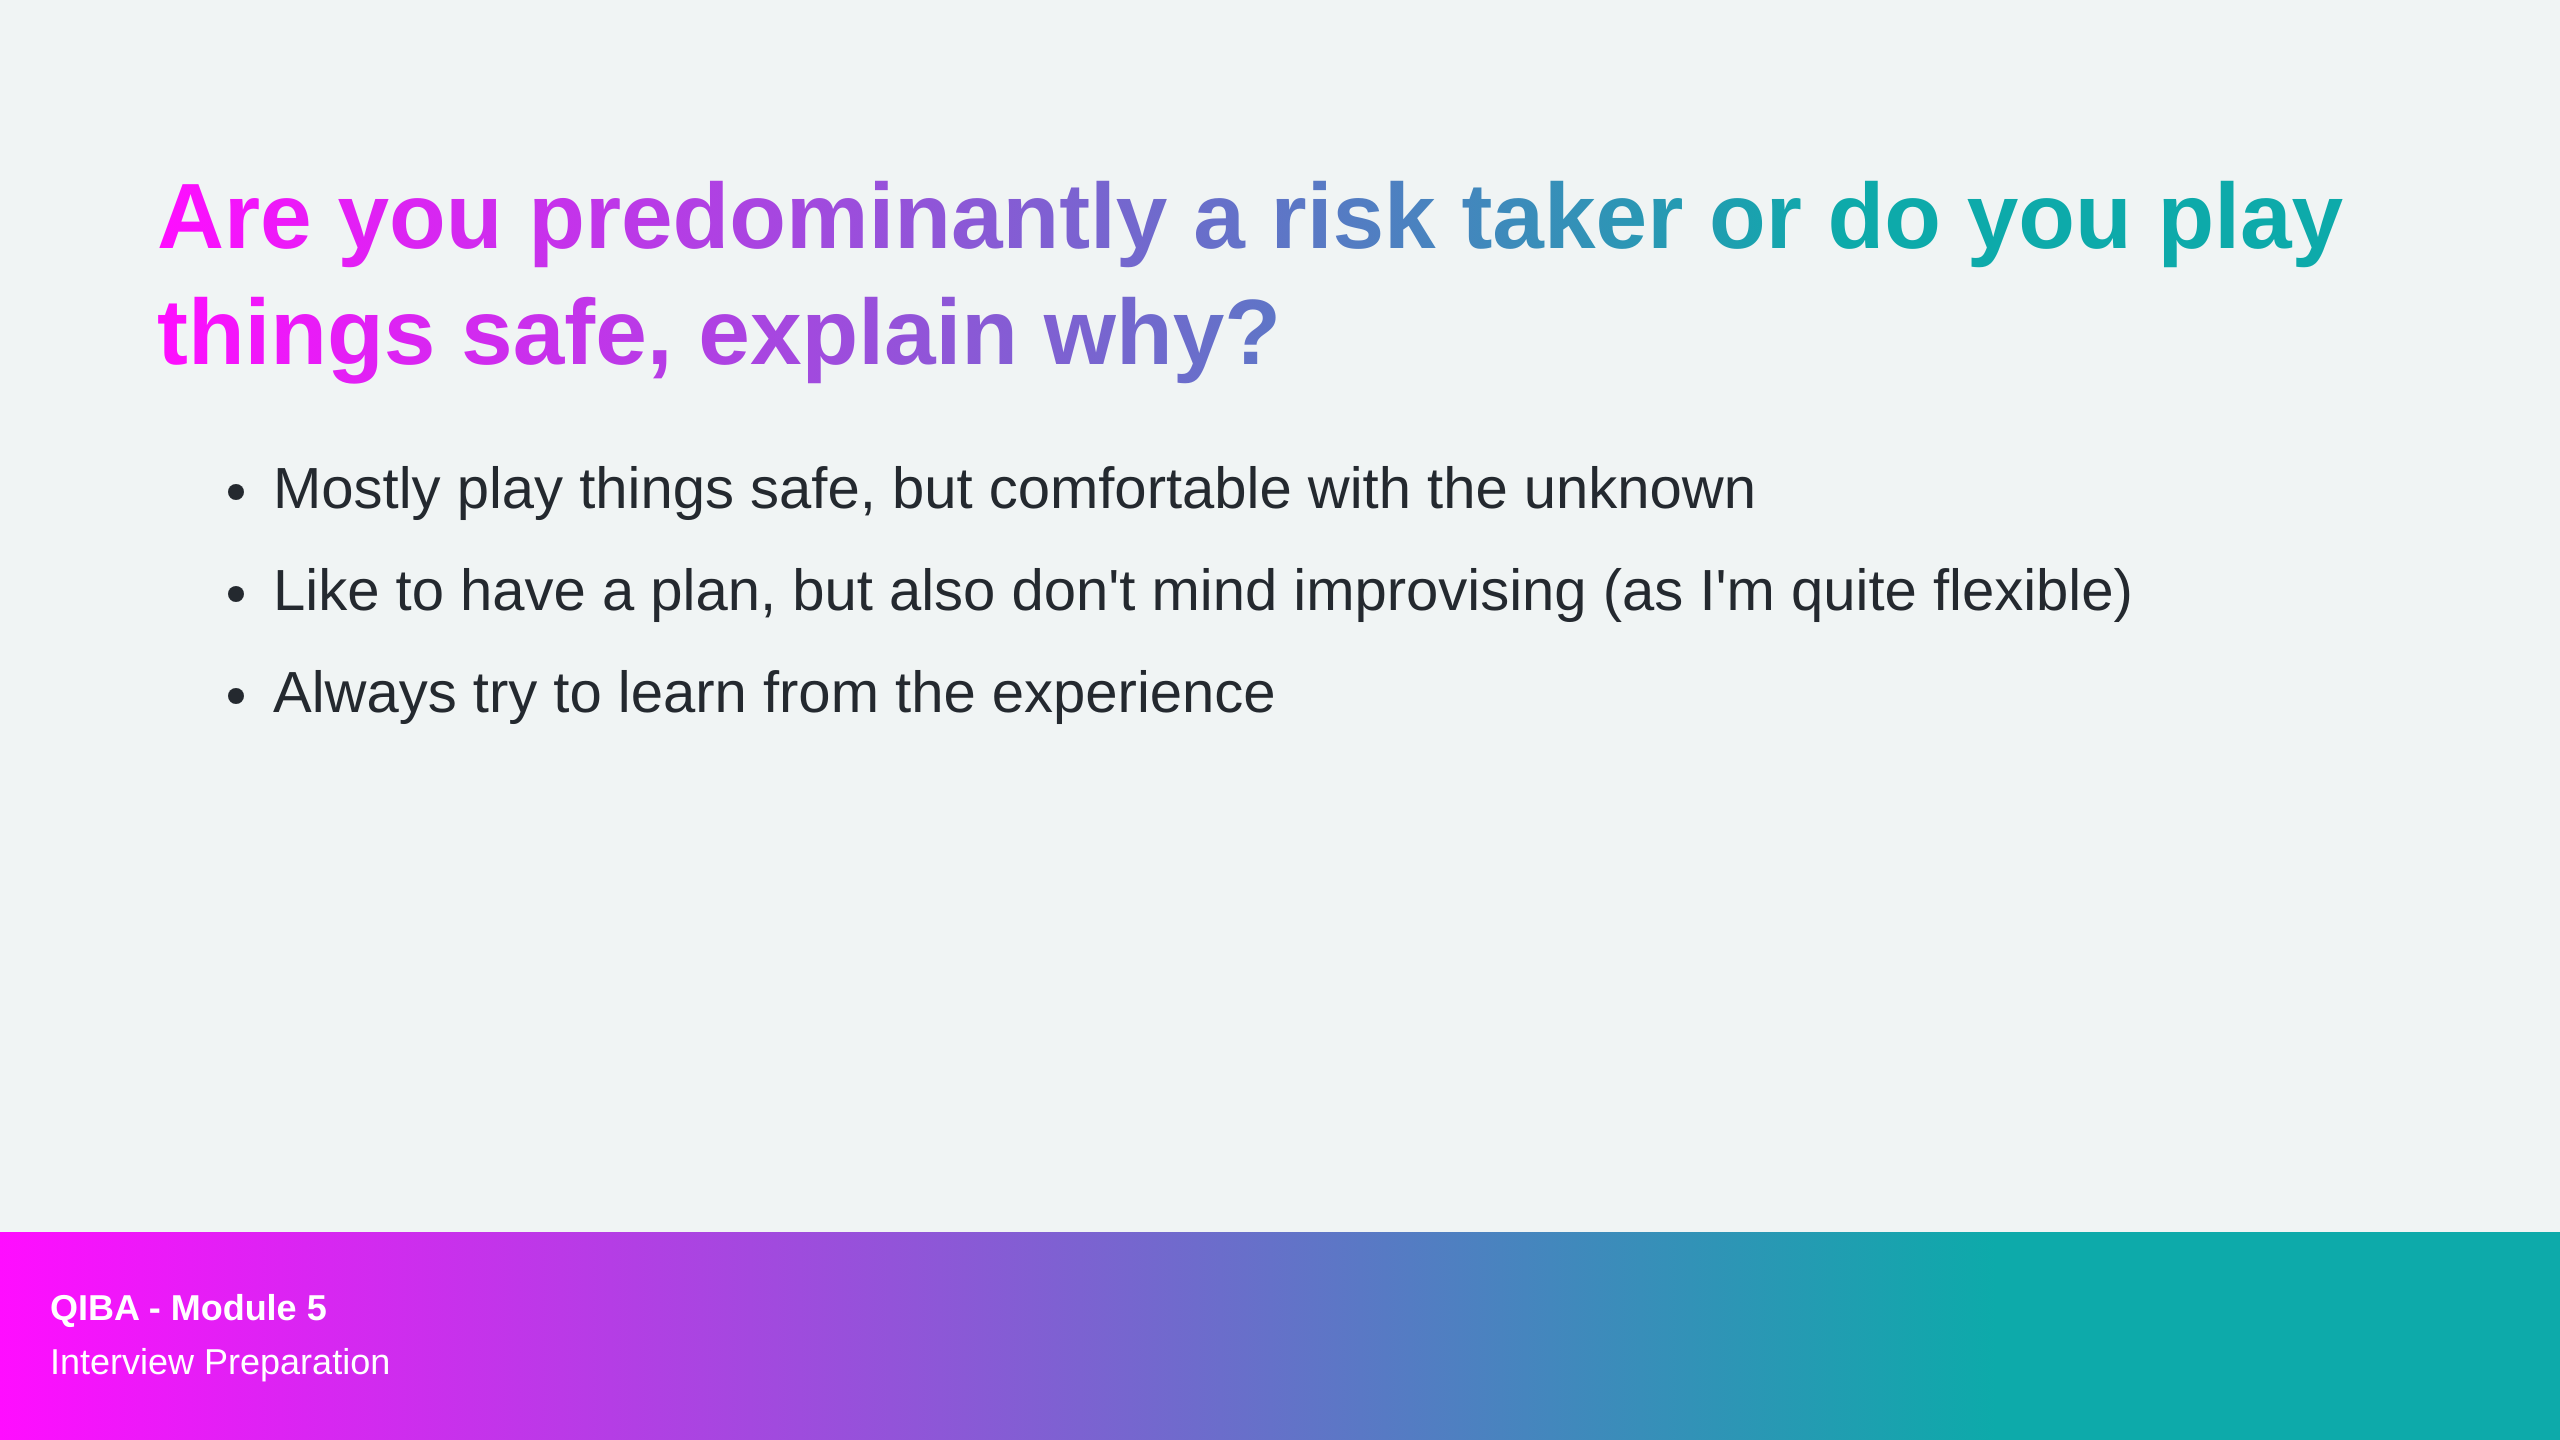 Are you predominantly a risk taker or do you play
things safe, explain why?
• Mostly play things safe, but comfortable with the unknown
• Like to have a plan, but also don't mind improvising (as I'm quite flexible)
• Always try to learn from the experience
QIBA - Module 5
Interview Preparation